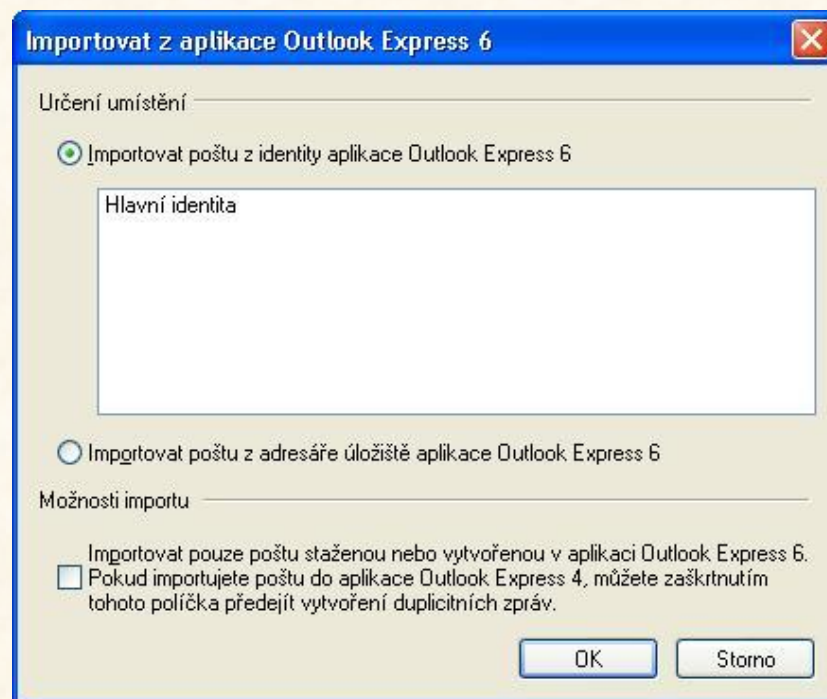 Importovat z aplikace Outlook Express 6
Určení umístění
Importovat poštu z identity aplikace Outlook Express 6
Hlavní identita
Importovat poštu z adresáře úložiště aplikace Outlook Express 6
Možnosti importu
Importovat pouze poštu staženou nebo vytvořenou v aplikaci Outlook Express 6.
Pokud importujete poštu do aplikace Outlook Express 4, můžete zaškrtnutím
tohoto políčka předejít vytvoření duplicitních zpráv.
OK Storno